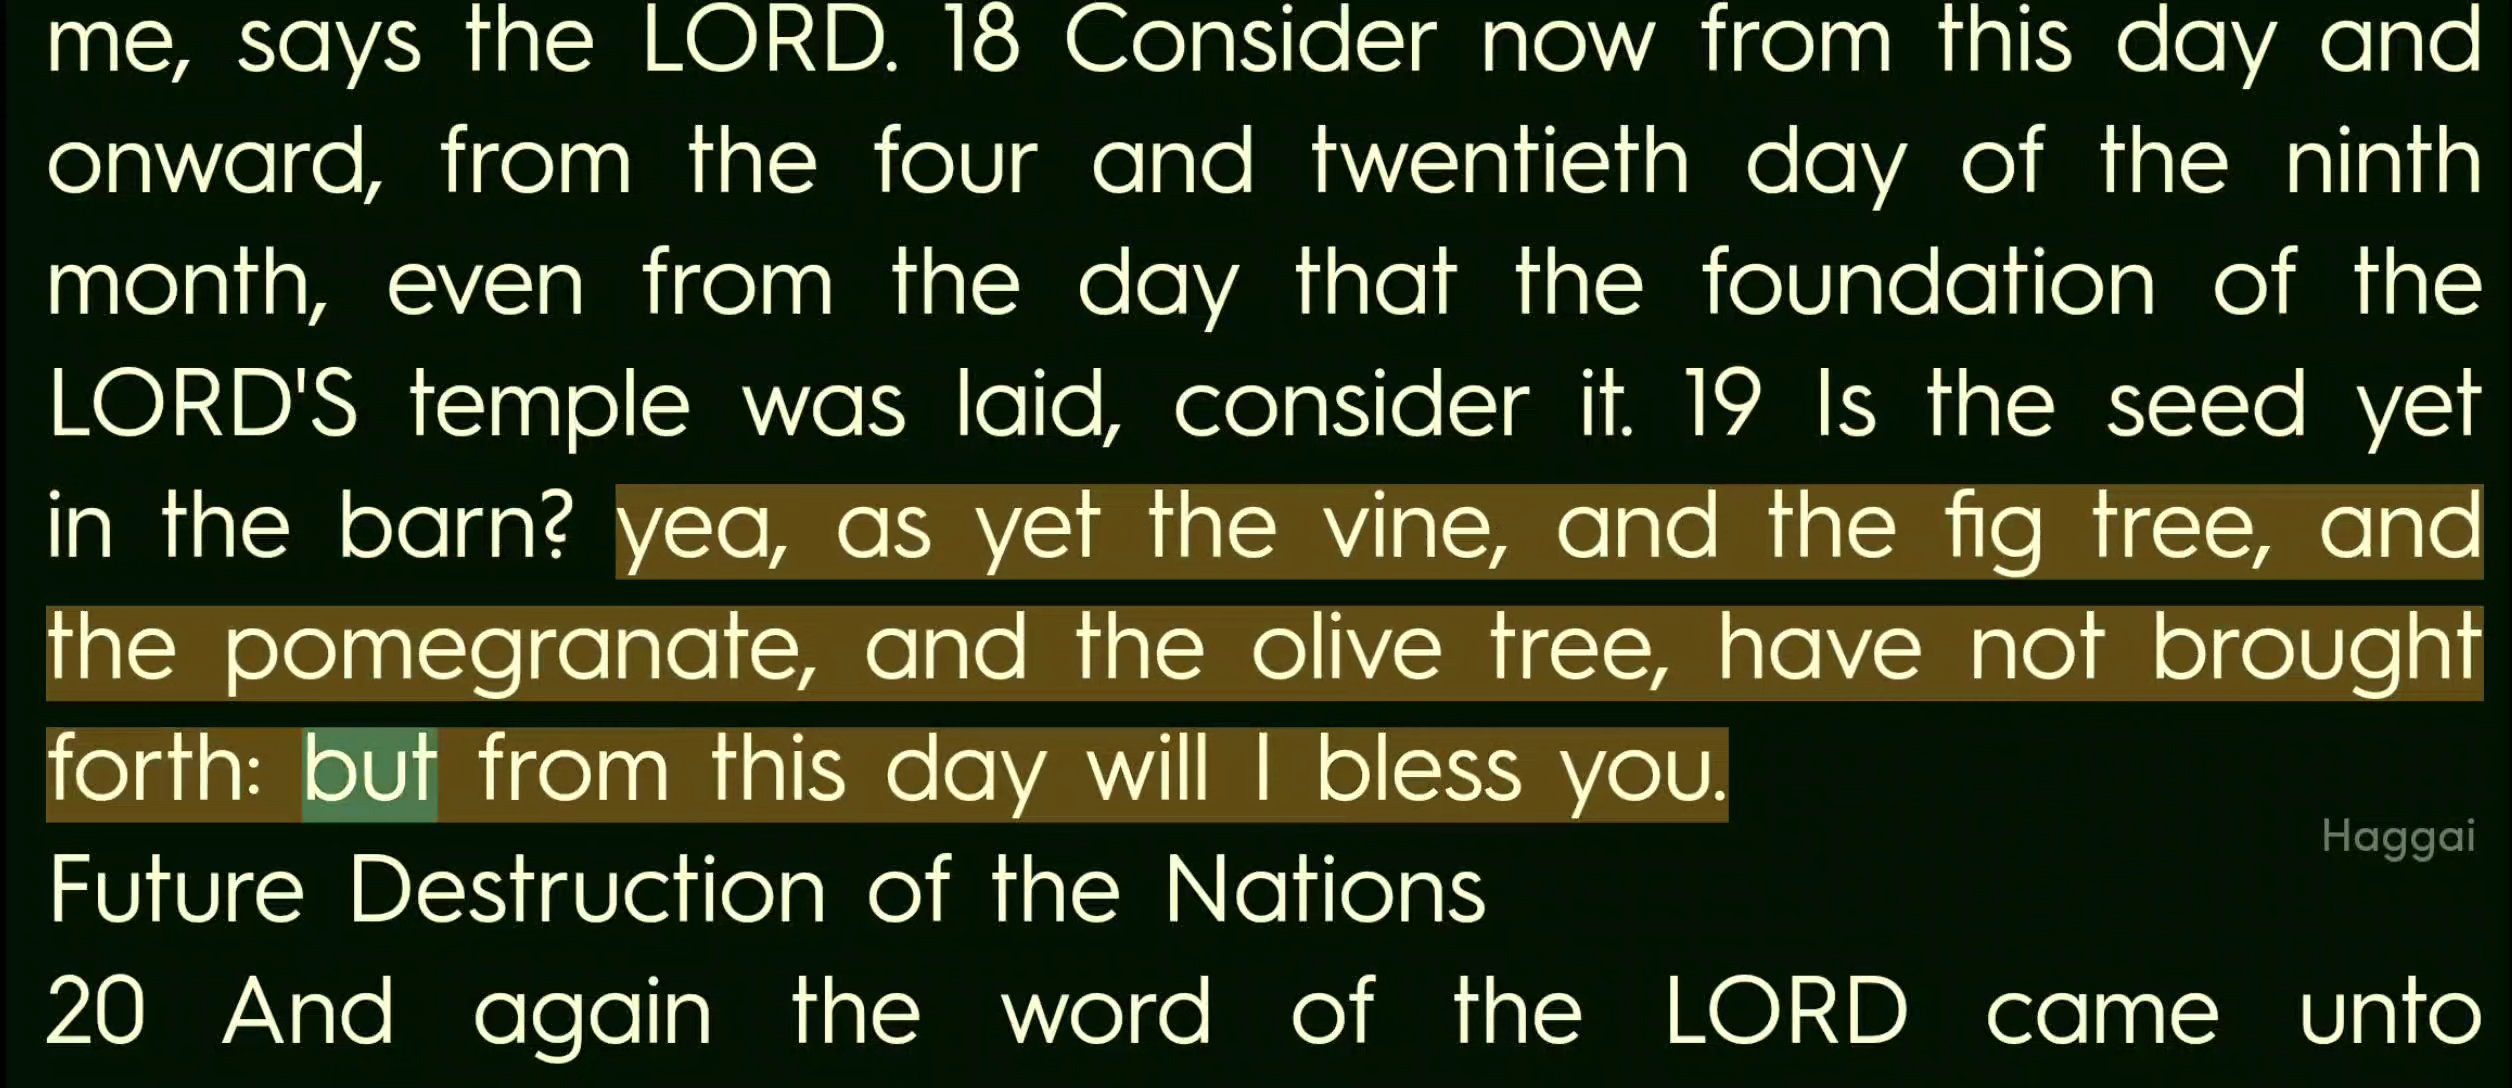 me, says the LORD. 18 Consider now from this day and
onward, from the four and twentieth day of the ninth
month, even from the day that the foundation of the
LORD'S temple was laid, consider it. 19 Is the seed yet
in the barn? yea, as yet the vine, and the fig tree, and
the pomegranate, and the olive tree, have not brought
forth: but from this day will I bless you.
Haggai
Future Destruction of the Nations
20 And again the word of the LORD came unto